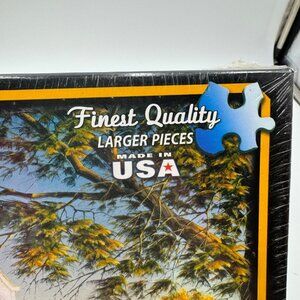 Finest Quality
LARGER PIECES
MADE IN
USA